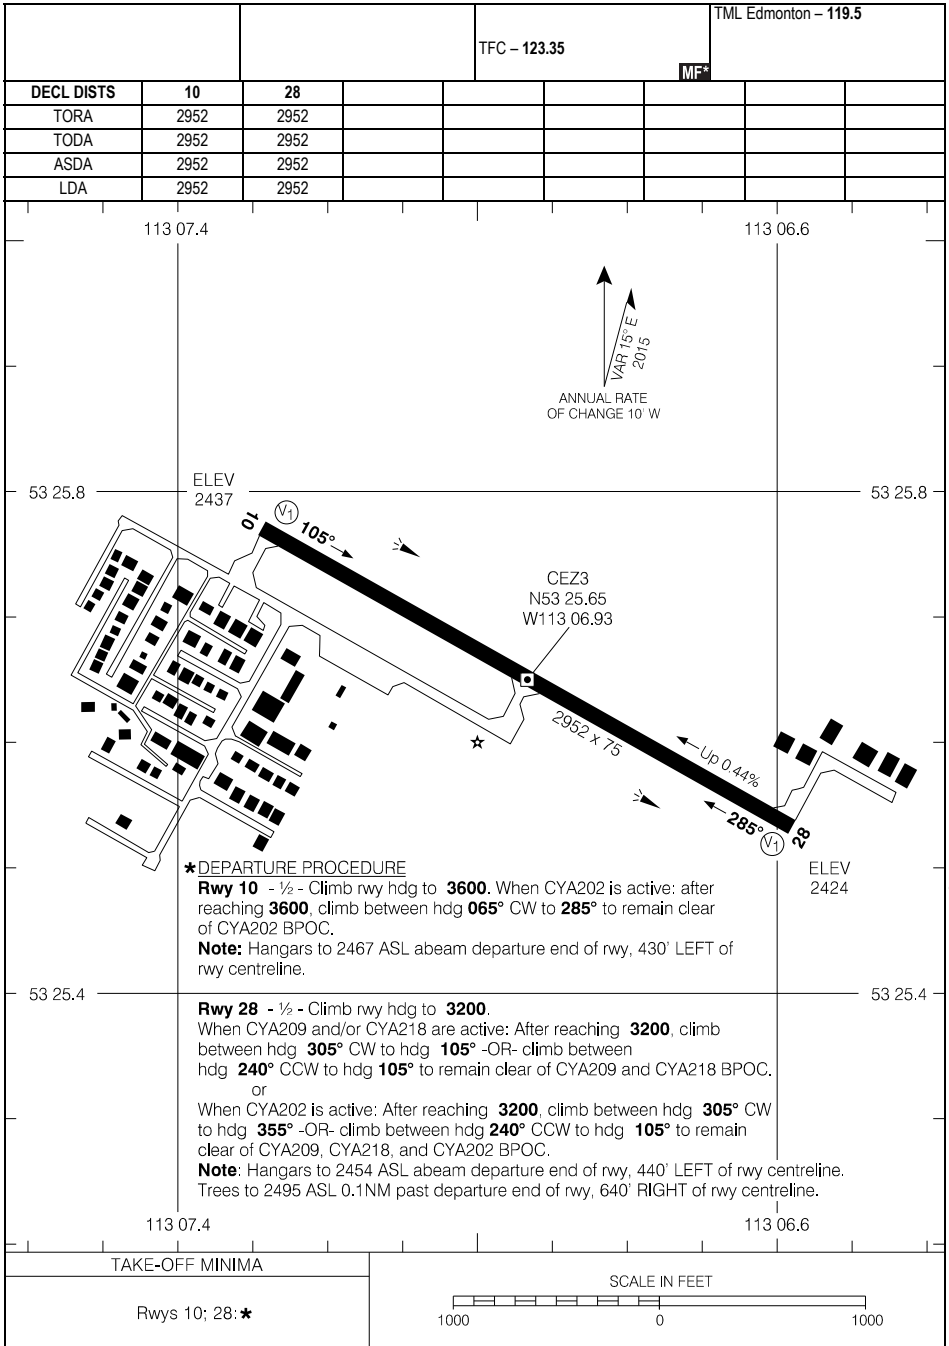 TML Edmonton – 119.5
TFC – 123.35
MF*
DECL DISTS 10 28
TORA 2952 2952
TODA 2952 2952
ASDA 2952 2952
LDA 2952 2952
113 07.4 113 06.6
VAR 15° E
2015
ANNUAL RATE
OF CHANGE 10' W
53 25.8 53 25.8
ELEV
2437
10
V1
105°
CEZ3
N53 25.65
W113 06.93
2952 x 75
Up 0.44%
285°
V1
28
ELEV
2424
*DEPARTURE PROCEDURE
Rwy 10 - ½ - Climb rwy hdg to 3600. When CYA202 is active: after
reaching 3600, climb between hdg 065° CW to 285° to remain clear
of CYA202 BPOC.
Note: Hangars to 2467 ASL abeam departure end of rwy, 430' LEFT of
rwy centreline.
53 25.4 53 25.4
Rwy 28 - ½ - Climb rwy hdg to 3200.
When CYA209 and/or CYA218 are active: After reaching 3200, climb
between hdg 305° CW to hdg 105° -OR- climb between
hdg 240° CCW to hdg 105° to remain clear of CYA209 and CYA218 BPOC.
or
When CYA202 is active: After reaching 3200, climb between hdg 305° CW
to hdg 355° -OR- climb between hdg 240° CCW to hdg 105° to remain
clear of CYA209, CYA218, and CYA202 BPOC.
Note: Hangars to 2454 ASL abeam departure end of rwy, 440' LEFT of rwy centreline.
Trees to 2495 ASL 0.1NM past departure end of rwy, 640' RIGHT of rwy centreline.
113 07.4 113 06.6
TAKE-OFF MINIMA
Rwys 10; 28:*
SCALE IN FEET
1000 0 1000